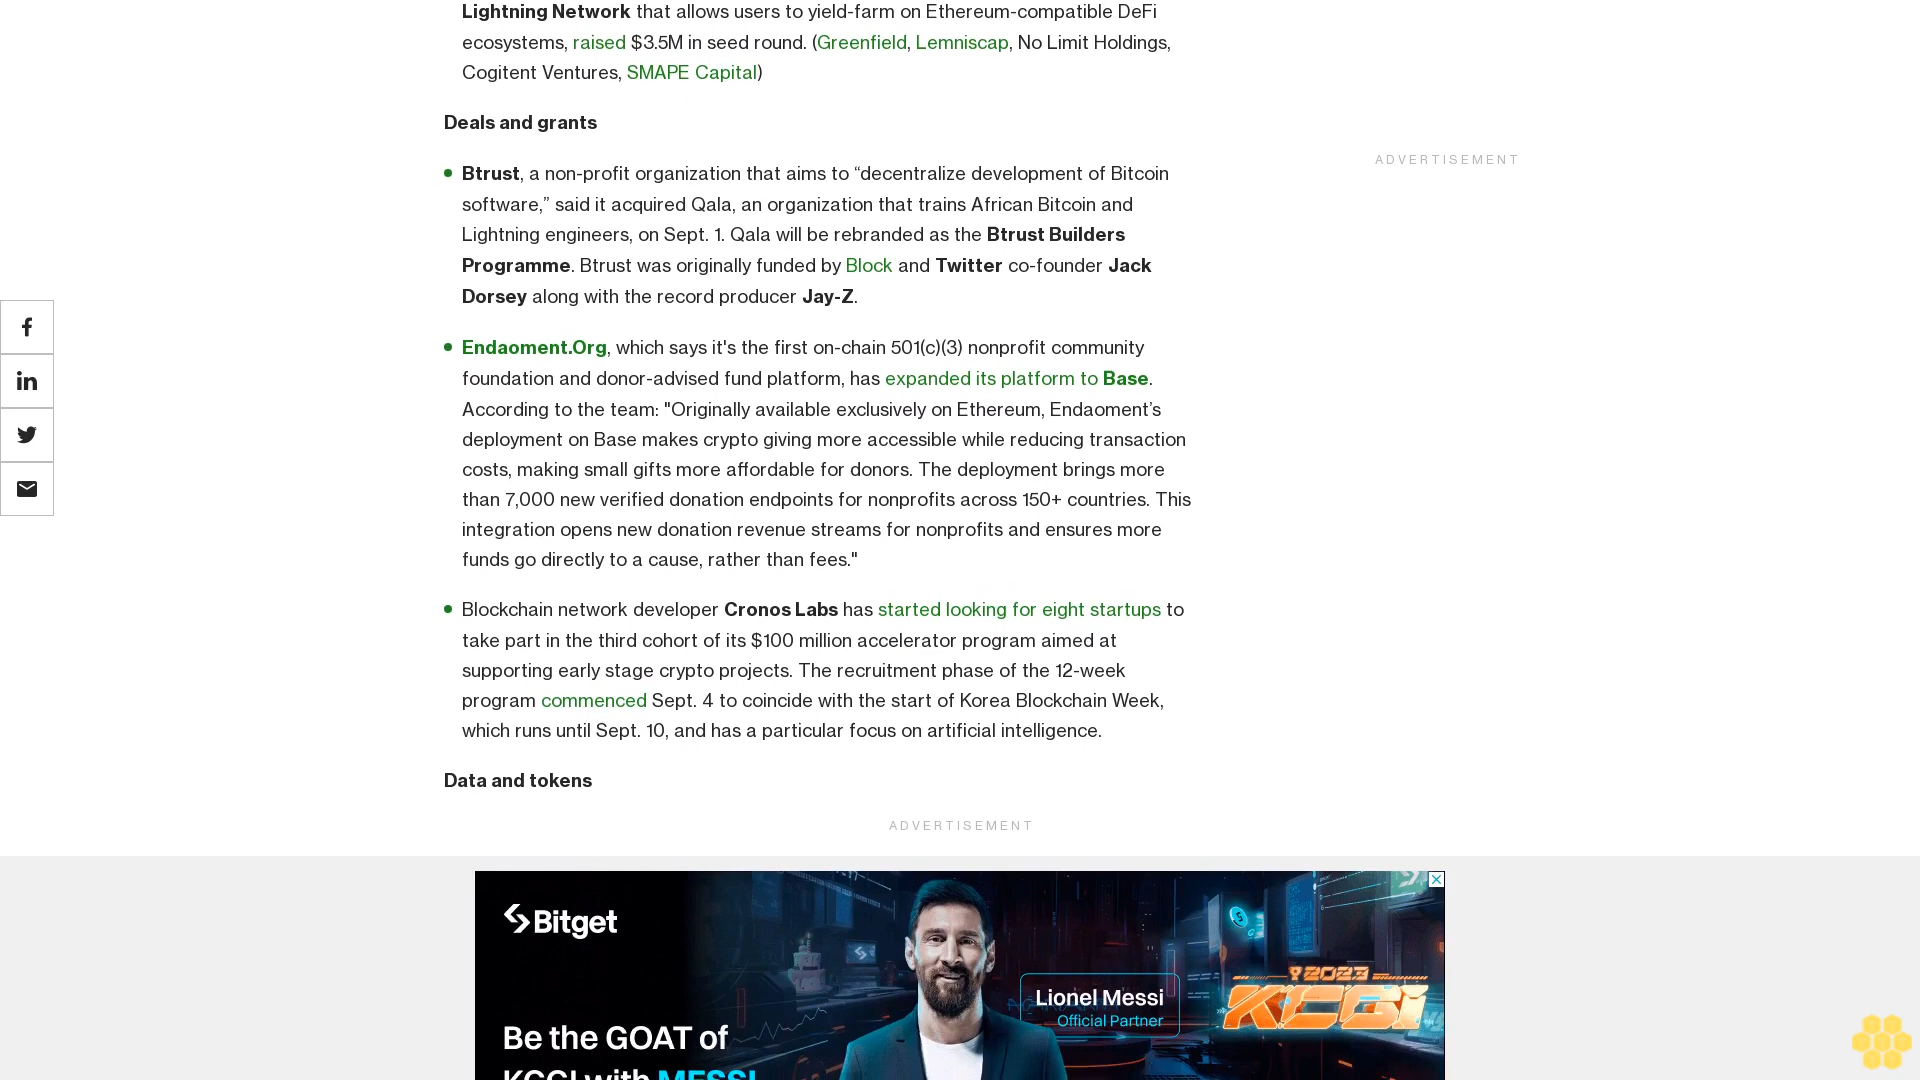 Lightning Network that allows users to yield-farm on Ethereum-compatible DeFi
ecosystems, raised $3.5M in seed round. (Greenfield, Lemniscap, No Limit Holdings,
Cogitent Ventures, SMAPE Capital)
Deals and grants
Btrust, a non-profit organization that aims to “decentralize development of Bitcoin
software,” said it acquired Qala, an organization that trains African Bitcoin and
Lightning engineers, on Sept. 1. Qala will be rebranded as the Btrust Builders
Programme. Btrust was originally funded by Block and Twitter co-founder Jack
Dorsey along with the record producer Jay-Z.
Endaoment.Org, which says it's the first on-chain 501(c)(3) nonprofit community
foundation and donor-advised fund platform, has expanded its platform to Base.
According to the team: "Originally available exclusively on Ethereum, Endaoment’s
deployment on Base makes crypto giving more accessible while reducing transaction
costs, making small gifts more affordable for donors. The deployment brings more
than 7,000 new verified donation endpoints for nonprofits across 150+ countries. This
integration opens new donation revenue streams for nonprofits and ensures more
funds go directly to a cause, rather than fees."
Blockchain network developer Cronos Labs has started looking for eight startups to
take part in the third cohort of its $100 million accelerator program aimed at
supporting early stage crypto projects. The recruitment phase of the 12-week
program commenced Sept. 4 to coincide with the start of Korea Blockchain Week,
which runs until Sept. 10, and has a particular focus on artificial intelligence.
Data and tokens
ADVERTISEMENT
ADVERTISEMENT
Bitget
Be the GOAT of
KCGI with MESSI
Lionel Messi
Official Partner
2023
KCGI